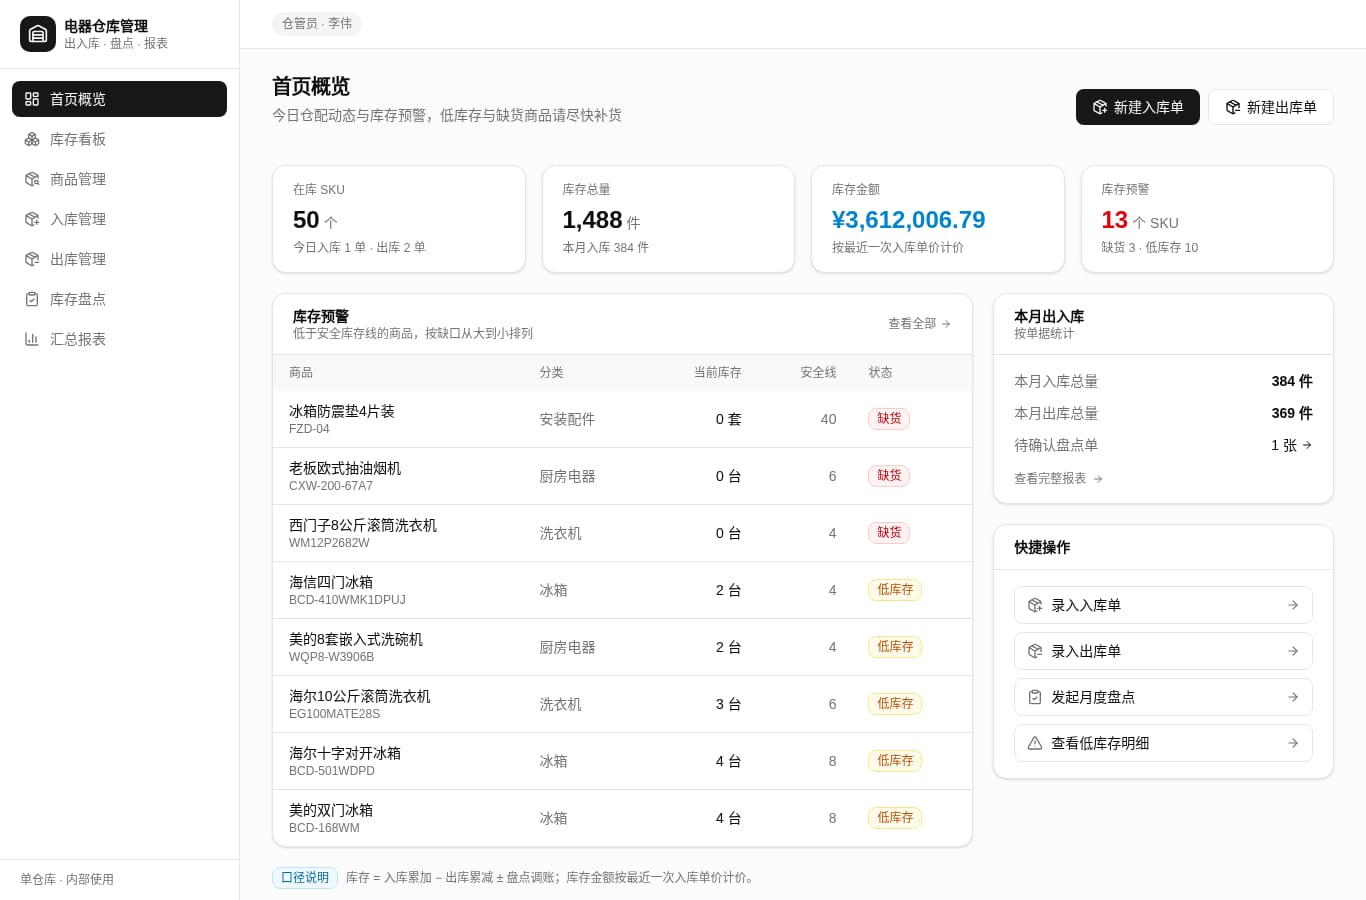 电器仓库管理
出入库 · 盘点 · 报表
首页概览
库存看板
商品管理
入库管理
出库管理
库存盘点
汇总报表
单仓库 · 内部使用
仓管员 · 李伟
首页概览
今日仓配动态与库存预警，低库存与缺货商品请尽快补货
新建入库单
新建出库单
在库 SKU
50 个
今日入库 1 单 · 出库 2 单
库存总量
1,488 件
本月入库 384 件
库存金额
¥3,612,006.79
按最近一次入库单价计价
库存预警
13 个 SKU
缺货 3 · 低库存 10
库存预警
低于安全库存线的商品，按缺口从大到小排列
查看全部 →
商品 分类 当前库存 安全线 状态
冰箱防震垫4片装
FZD-04
安装配件 0 套 40 缺货
老板欧式抽油烟机
CXW-200-67A7
厨房电器 0 台 6 缺货
西门子8公斤滚筒洗衣机
WM12P2682W
洗衣机 0 台 4 缺货
海信四门冰箱
BCD-410WMK1DPUJ
冰箱 2 台 4 低库存
美的8套嵌入式洗碗机
WQP8-W3906B
厨房电器 2 台 4 低库存
海尔10公斤滚筒洗衣机
EG100MATE28S
洗衣机 3 台 6 低库存
海尔十字对开冰箱
BCD-501WDPD
冰箱 4 台 8 低库存
美的双门冰箱
BCD-168WM
冰箱 4 台 8 低库存
本月出入库
按单据统计
本月入库总量 384 件
本月出库总量 369 件
待确认盘点单 1 张 →
查看完整报表 →
快捷操作
录入入库单 →
录入出库单 →
发起月度盘点 →
查看低库存明细 →
口径说明 库存 = 入库累加 − 出库累减 ± 盘点调账；库存金额按最近一次入库单价计价。